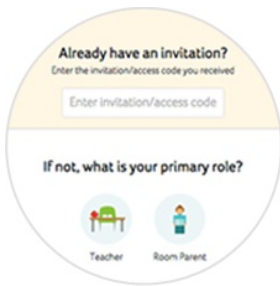 Already have an invitation?
Enter the invitation/access code you received
Enter invitation/access code
If not, what is your primary role?
Teacher Room Parent